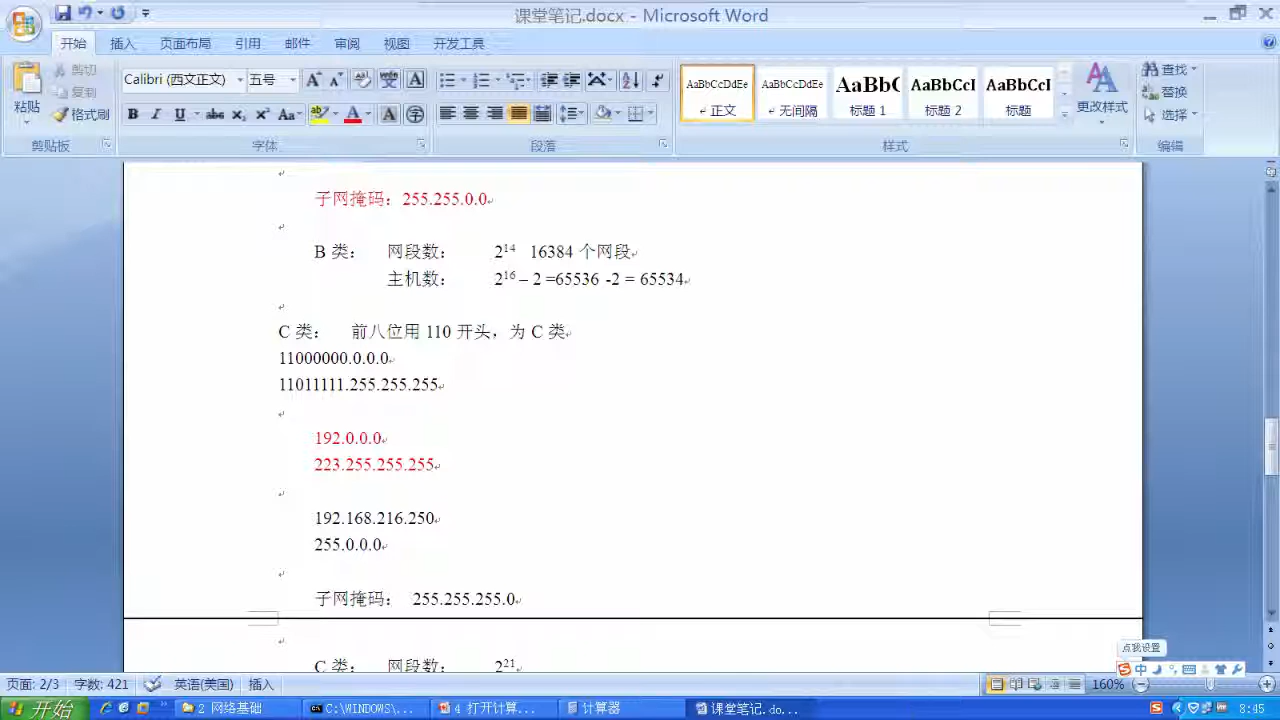 课堂笔记.docx - Microsoft Word
开始 插入 页面布局 引用 邮件 审阅 视图 开发工具
粘贴 剪切
复制
格式刷
剪贴板
Calibri (西文正文) 五号
字体
段落
AaBbCcDdEe AaBbCcDdEe AaBbC AaBbCcI AaBbCcI
正文 无间隔 标题 1 标题 2 标题
更改样式
样式
查找
替换
选择
编辑
子网掩码：255.255.0.0
B 类： 网段数： 2¹⁴ 16384 个网段
主机数： 2¹⁶ – 2 =65536 -2 = 65534
C 类： 前八位用 110 开头，为 C 类
11000000.0.0.0
11011111.255.255.255
192.0.0.0
223.255.255.255
192.168.216.250
255.0.0.0
子网掩码： 255.255.255.0
C 类： 网段数： 2²¹
点我设置
中
页面: 2/3 字数: 421 英语(美国) 插入 160%
开始 2 网络基础 C:\WINDOWS\... 4 打开计算... 计算器 课堂笔记.do... 8:45